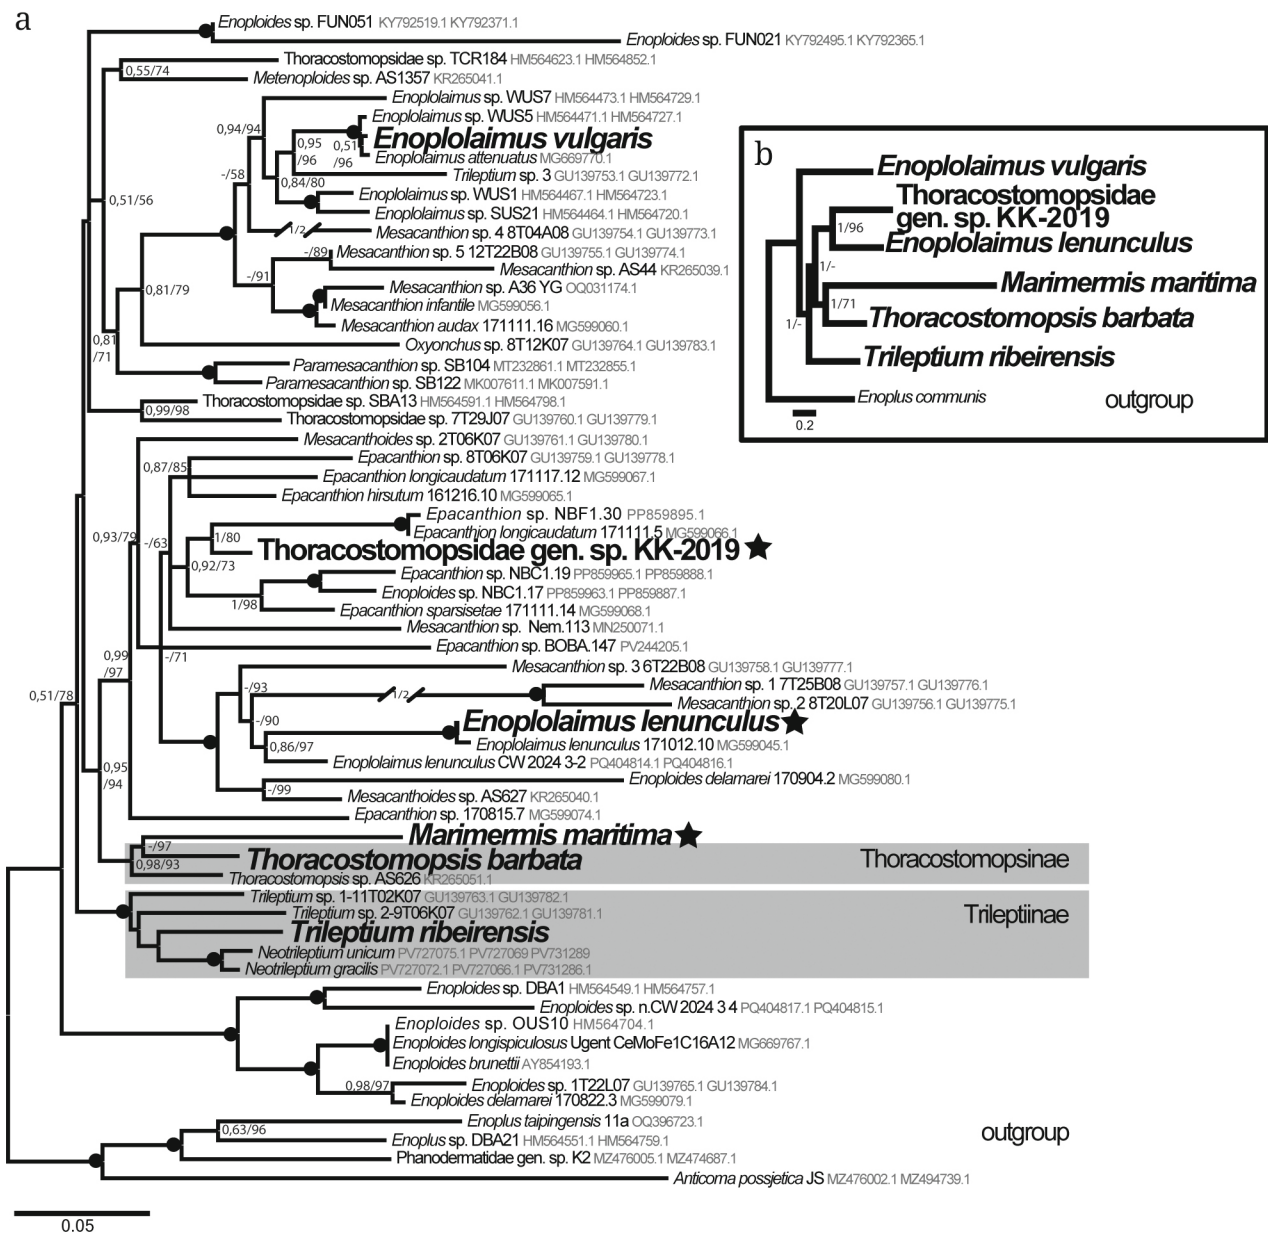 a
Enoploides sp. FUN051 KY792519.1 KY792371.1
Enoploides sp. FUN021 KY792495.1 KY792365.1
Thoracostomopsidae sp. TCR184 HM564623.1 HM564852.1
0,55/74
Metenoploides sp. AS1357 KR265041.1
Enoplolaimus sp. WUS7 HM564473.1 HM564729.1
Enoplolaimus sp. WUS5 HM564471.1 HM564727.1
0,94/94
Enoplolaimus vulgaris
0,95
/96
0,51
/96
Enoplolaimus attenuatus MG669770.1
-/58
Trileptium sp. 3 GU139753.1 GU139772.1
0,84/80
Enoplolaimus sp. WUS1 HM564467.1 HM564723.1
0,51/56
Enoplolaimus sp. SUS21 HM564464.1 HM564720.1
1/2
Mesacanthion sp. 4 8T04A08 GU139754.1 GU139773.1
-/89
Mesacanthion sp. 5 12T22B08 GU139755.1 GU139774.1
Mesacanthion sp. AS44 KR265039.1
-/91
0,81/79
Mesacanthion sp. A36 YG OQ031174.1
Mesacanthion infantile MG599056.1
Mesacanthion audax 171111.16 MG599060.1
0,81
/71
Oxyonchus sp. 8T12K07 GU139764.1 GU139783.1
Paramesacanthion sp. SB104 MT232861.1 MT232855.1
Paramesacanthion sp. SB122 MK007611.1 MK007591.1
Thoracostomopsidae sp. SBA13 HM564591.1 HM564798.1
0,99/98
Thoracostomopsidae sp. 7T29J07 GU139760.1 GU139779.1
Mesacanthoides sp. 2T06K07 GU139761.1 GU139780.1
Epacanthion sp. 8T06K07 GU139759.1 GU139778.1
0,87/85
Epacanthion longicaudatum 171117.12 MG599067.1
Epacanthion hirsutum 161216.10 MG599065.1
Epacanthion sp. NBF1.30 PP859895.1
Epacanthion longicaudatum 171111.5 MG599066.1
0,93/79
-/63
1/80
Thoracostomopsidae gen. sp. KK-2019
0,92/73
Epacanthion sp. NBC1.19 PP859965.1 PP859888.1
Enoploides sp. NBC1.17 PP859963.1 PP859887.1
1/98
Epacanthion sparsisetae 171111.14 MG599068.1
Mesacanthion sp. Nem.113 MN250071.1
Epacanthion sp. BOBA.147 PV244205.1
0,99
/97
-/71
Mesacanthion sp. 3 6T22B08 GU139758.1 GU139777.1
0,51/78
-/93
1/2
Mesacanthion sp. 1 7T25B08 GU139757.1 GU139776.1
Mesacanthion sp. 2 8T20L07 GU139756.1 GU139775.1
-/90
Enoplolaimus lenunculus
0,86/97
Enoplolaimus lenunculus 171012.10 MG599045.1
Enoplolaimus lenunculus CW 2024 3-2 PQ404814.1 PQ404816.1
0,95
/94
Enoploides delamarei 170904.2 MG599080.1
-/99
Mesacanthoides sp. AS627 KR265040.1
Epacanthion sp. 170815.7 MG599074.1
Marimermis maritima
-/97
0,98/93
Thoracostomopsis barbata
Thoracostomopsinae
Thoracostomopsis sp. AS626 KR265051.1
Trileptium sp. 1-11T02K07 GU139763.1 GU139782.1
Trileptium sp. 2-9T06K07 GU139762.1 GU139781.1
Trileptiinae
Trileptium ribeirensis
Neotrileptium unicum PV727075.1 PV727069 PV731289
Neotrileptium gracilis PV727072.1 PV727066.1 PV731286.1
Enoploides sp. DBA1 HM564549.1 HM564757.1
Enoploides sp. n.CW 2024 3 4 PQ404817.1 PQ404815.1
Enoploides sp. OUS10 HM564704.1
Enoploides longispiculosus Ugent CeMoFe1C16A12 MG669767.1
Enoploides brunettii AY854193.1
0,98/97
Enoploides sp. 1T22L07 GU139765.1 GU139784.1
Enoploides delamarei 170822.3 MG599079.1
Enoplus taipingensis 11a OQ396723.1
0,63/96
Enoplus sp. DBA21 HM564551.1 HM564759.1
outgroup
Phanodermatidae gen. sp. K2 MZ476005.1 MZ474687.1
Anticoma possjetica JS MZ476002.1 MZ494739.1
0.05
b
Enoplolaimus vulgaris
Thoracostomopsidae
gen. sp. KK-2019
1/96
Enoplolaimus lenunculus
1/-
Marimermis maritima
1/71
Thoracostomopsis barbata
1/-
Trileptium ribeirensis
Enoplus communis
outgroup
0.2